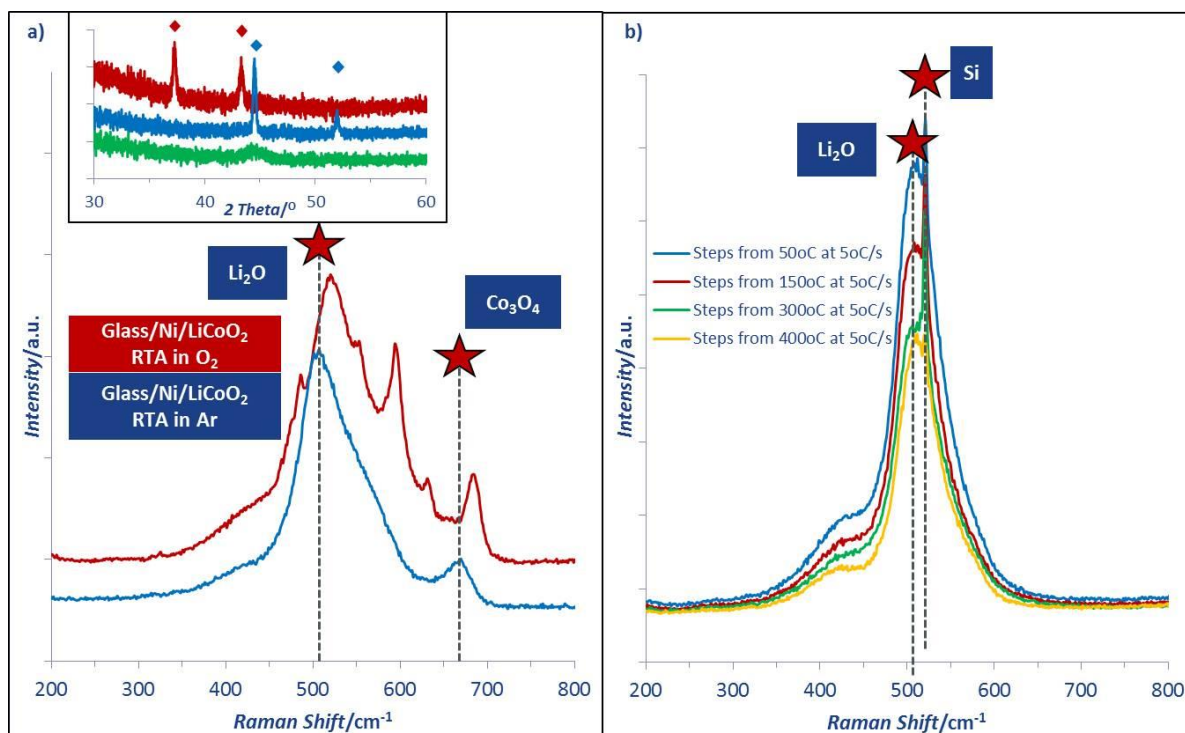 a)
30
40
50
60
2 Theta/º
Li₂O
Co₃O₄
Glass/Ni/LiCoO₂
RTA in O₂
Glass/Ni/LiCoO₂
RTA in Ar
Intensity/a.u.
200
300
400
500
600
700
800
Raman Shift/cm⁻¹
b)
Si
Li₂O
Steps from 50oC at 5oC/s
Steps from 150oC at 5oC/s
Steps from 300oC at 5oC/s
Steps from 400oC at 5oC/s
Intensity/a.u.
200
300
400
500
600
700
800
Raman Shift/cm⁻¹